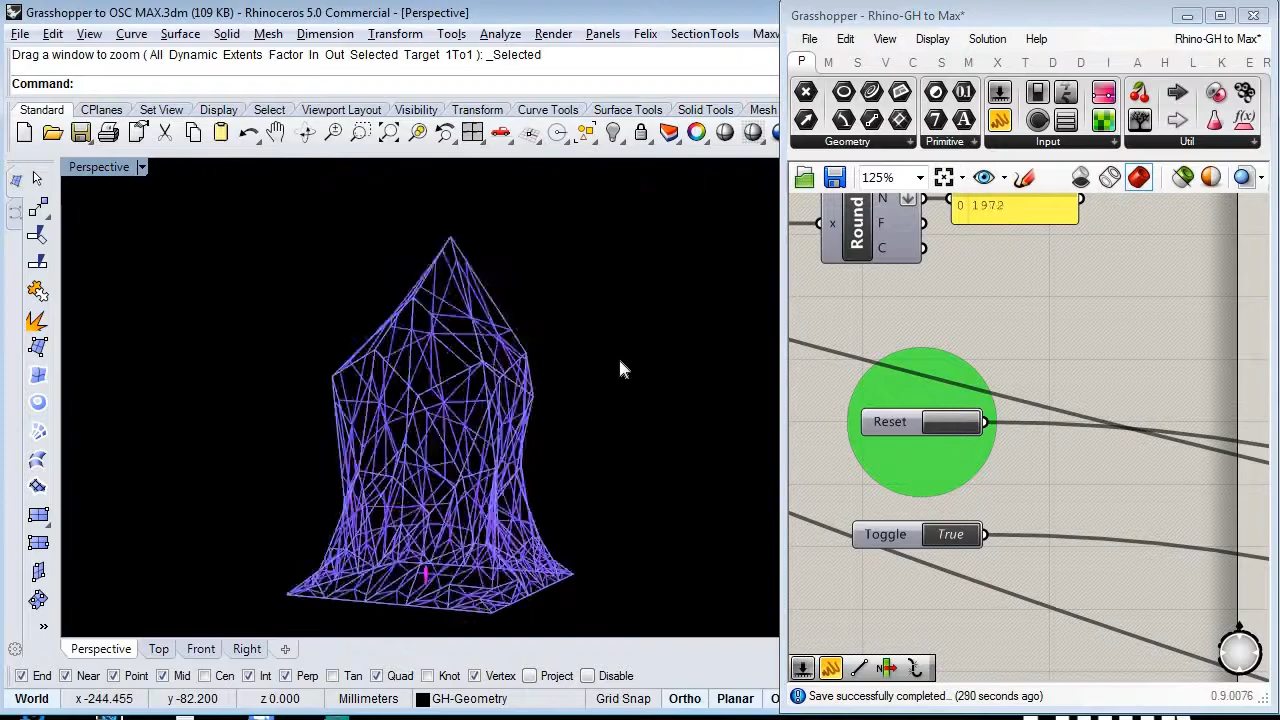 Grasshopper to OSC MAX.3dm (109 KB) - Rhinoceros 5.0 Commercial - [Perspective]
File Edit View Curve Surface Solid Mesh Dimension Transform Tools Analyze Render Panels Felix SectionTools Maxw
Drag a window to zoom ( All Dynamic Extents Factor In Out Selected Target 1To1 ): _Selected
Command:
Standard CPlanes Set View Display Select Viewport Layout Visibility Transform Curve Tools Surface Tools Solid Tools Mesh
Perspective
Perspective Top Front Right
End Near Point Mid Cen Int Perp Tan Quad Knot Vertex Project Disable
World x -44.455 y -82.200 z 0.000 Millimeters GH-Geometry Grid Snap Ortho Planar O
Grasshopper - Rhino-GH to Max*
File Edit View Display Solution Help Rhino-GH to Max*
P M S V C S M I X T D D A W H L U K E R
Geometry Primitive Input Util
125%
x Round N F C
0 1972
Reset
Toggle True
Save successfully completed... (280 seconds ago) 0.9.0076